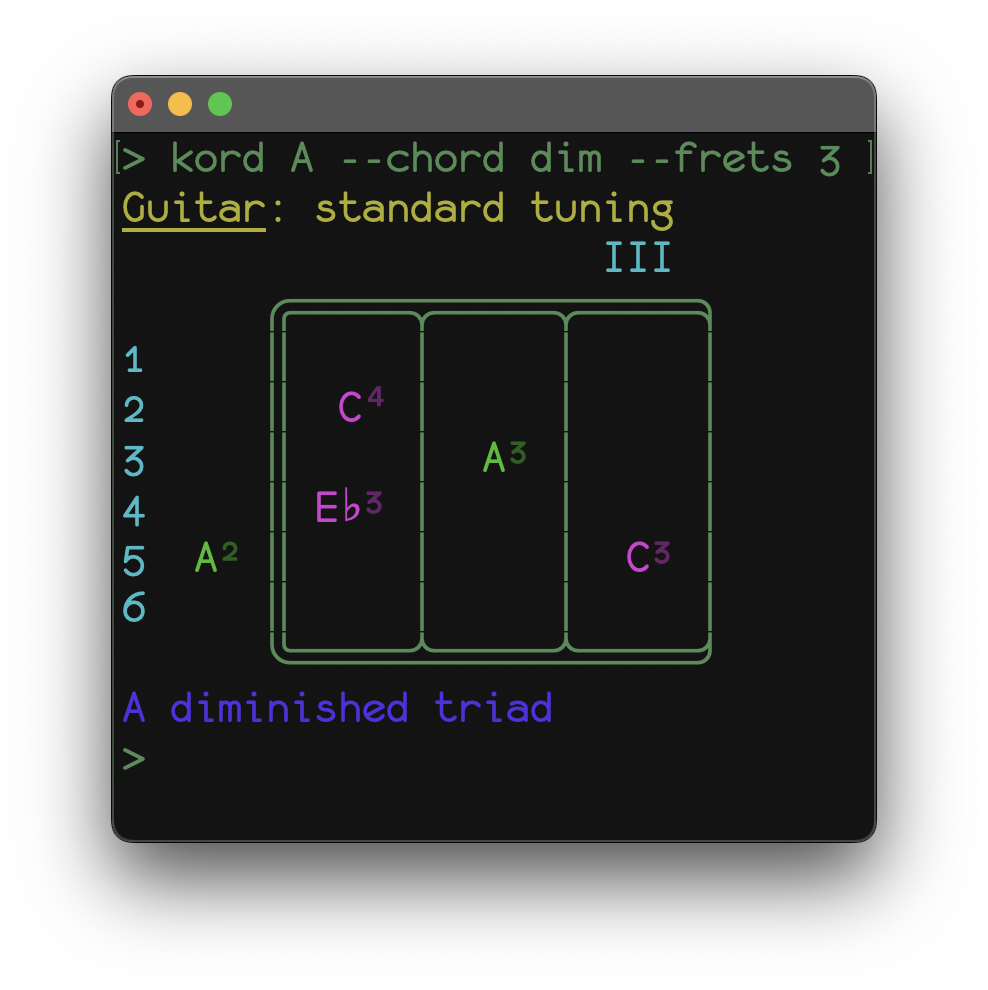 [> kord A --chord dim --frets 3 ]
Guitar: standard tuning
III
1
2 C⁴
3 A³
4 E♭³
5 A² C³
6
A diminished triad
>